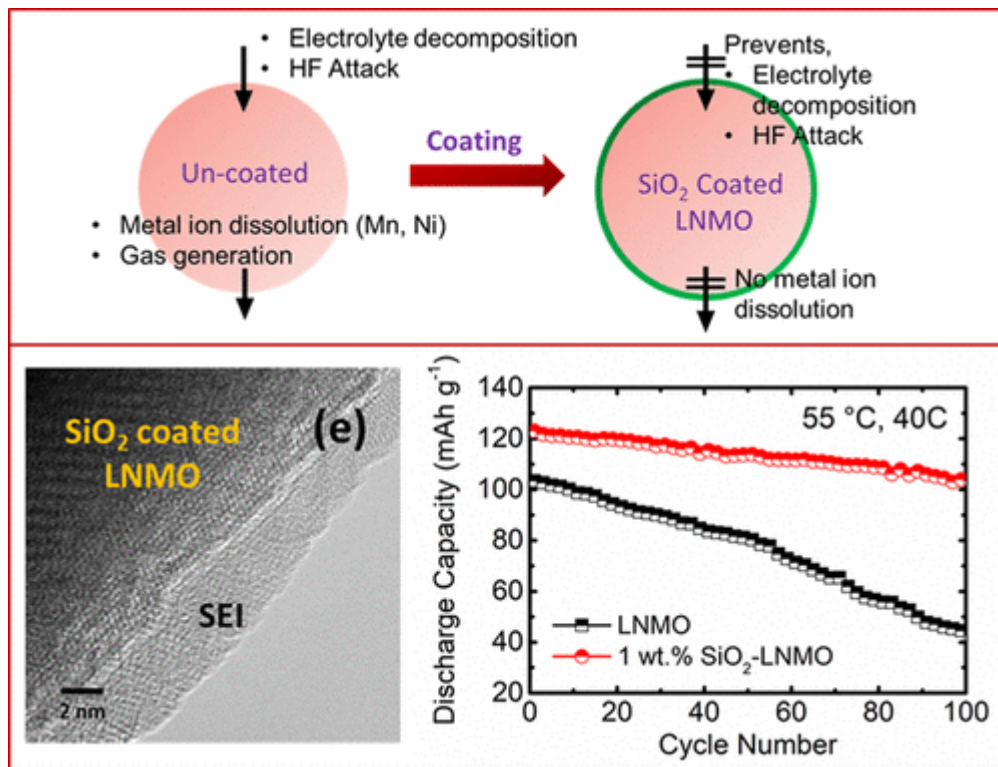 • Electrolyte decomposition
• HF Attack
Un-coated
• Metal ion dissolution (Mn, Ni)
• Gas generation
Coating
Prevents,
• Electrolyte
decomposition
• HF Attack
SiO₂ Coated
LNMO
No metal ion
dissolution
SiO₂ coated
LNMO
(e)
SEI
2 nm
Discharge Capacity (mAh g⁻¹)
140
120
100
80
60
40
20
55 °C, 40C
LNMO
1 wt.% SiO₂-LNMO
0 20 40 60 80 100
Cycle Number